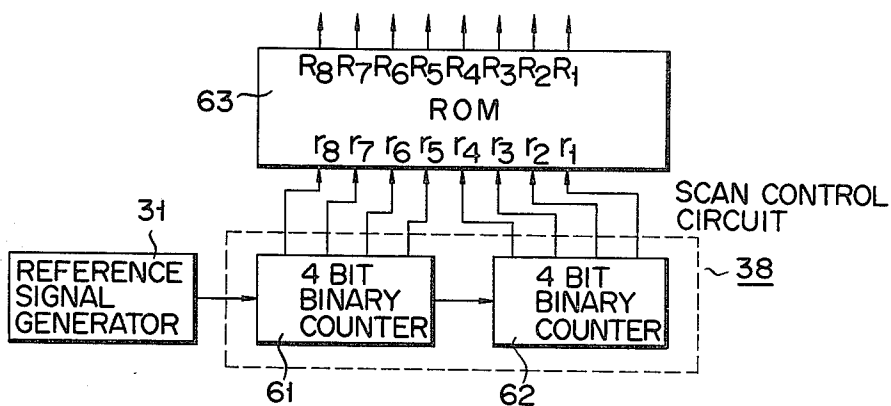 R8 R7 R6 R5 R4 R3 R2 R1
63
ROM
r8 r7 r6 r5 r4 r3 r2 r1
SCAN CONTROL
CIRCUIT
31
REFERENCE
SIGNAL
GENERATOR
4 BIT
BINARY
COUNTER
4 BIT
BINARY
COUNTER
38
61
62